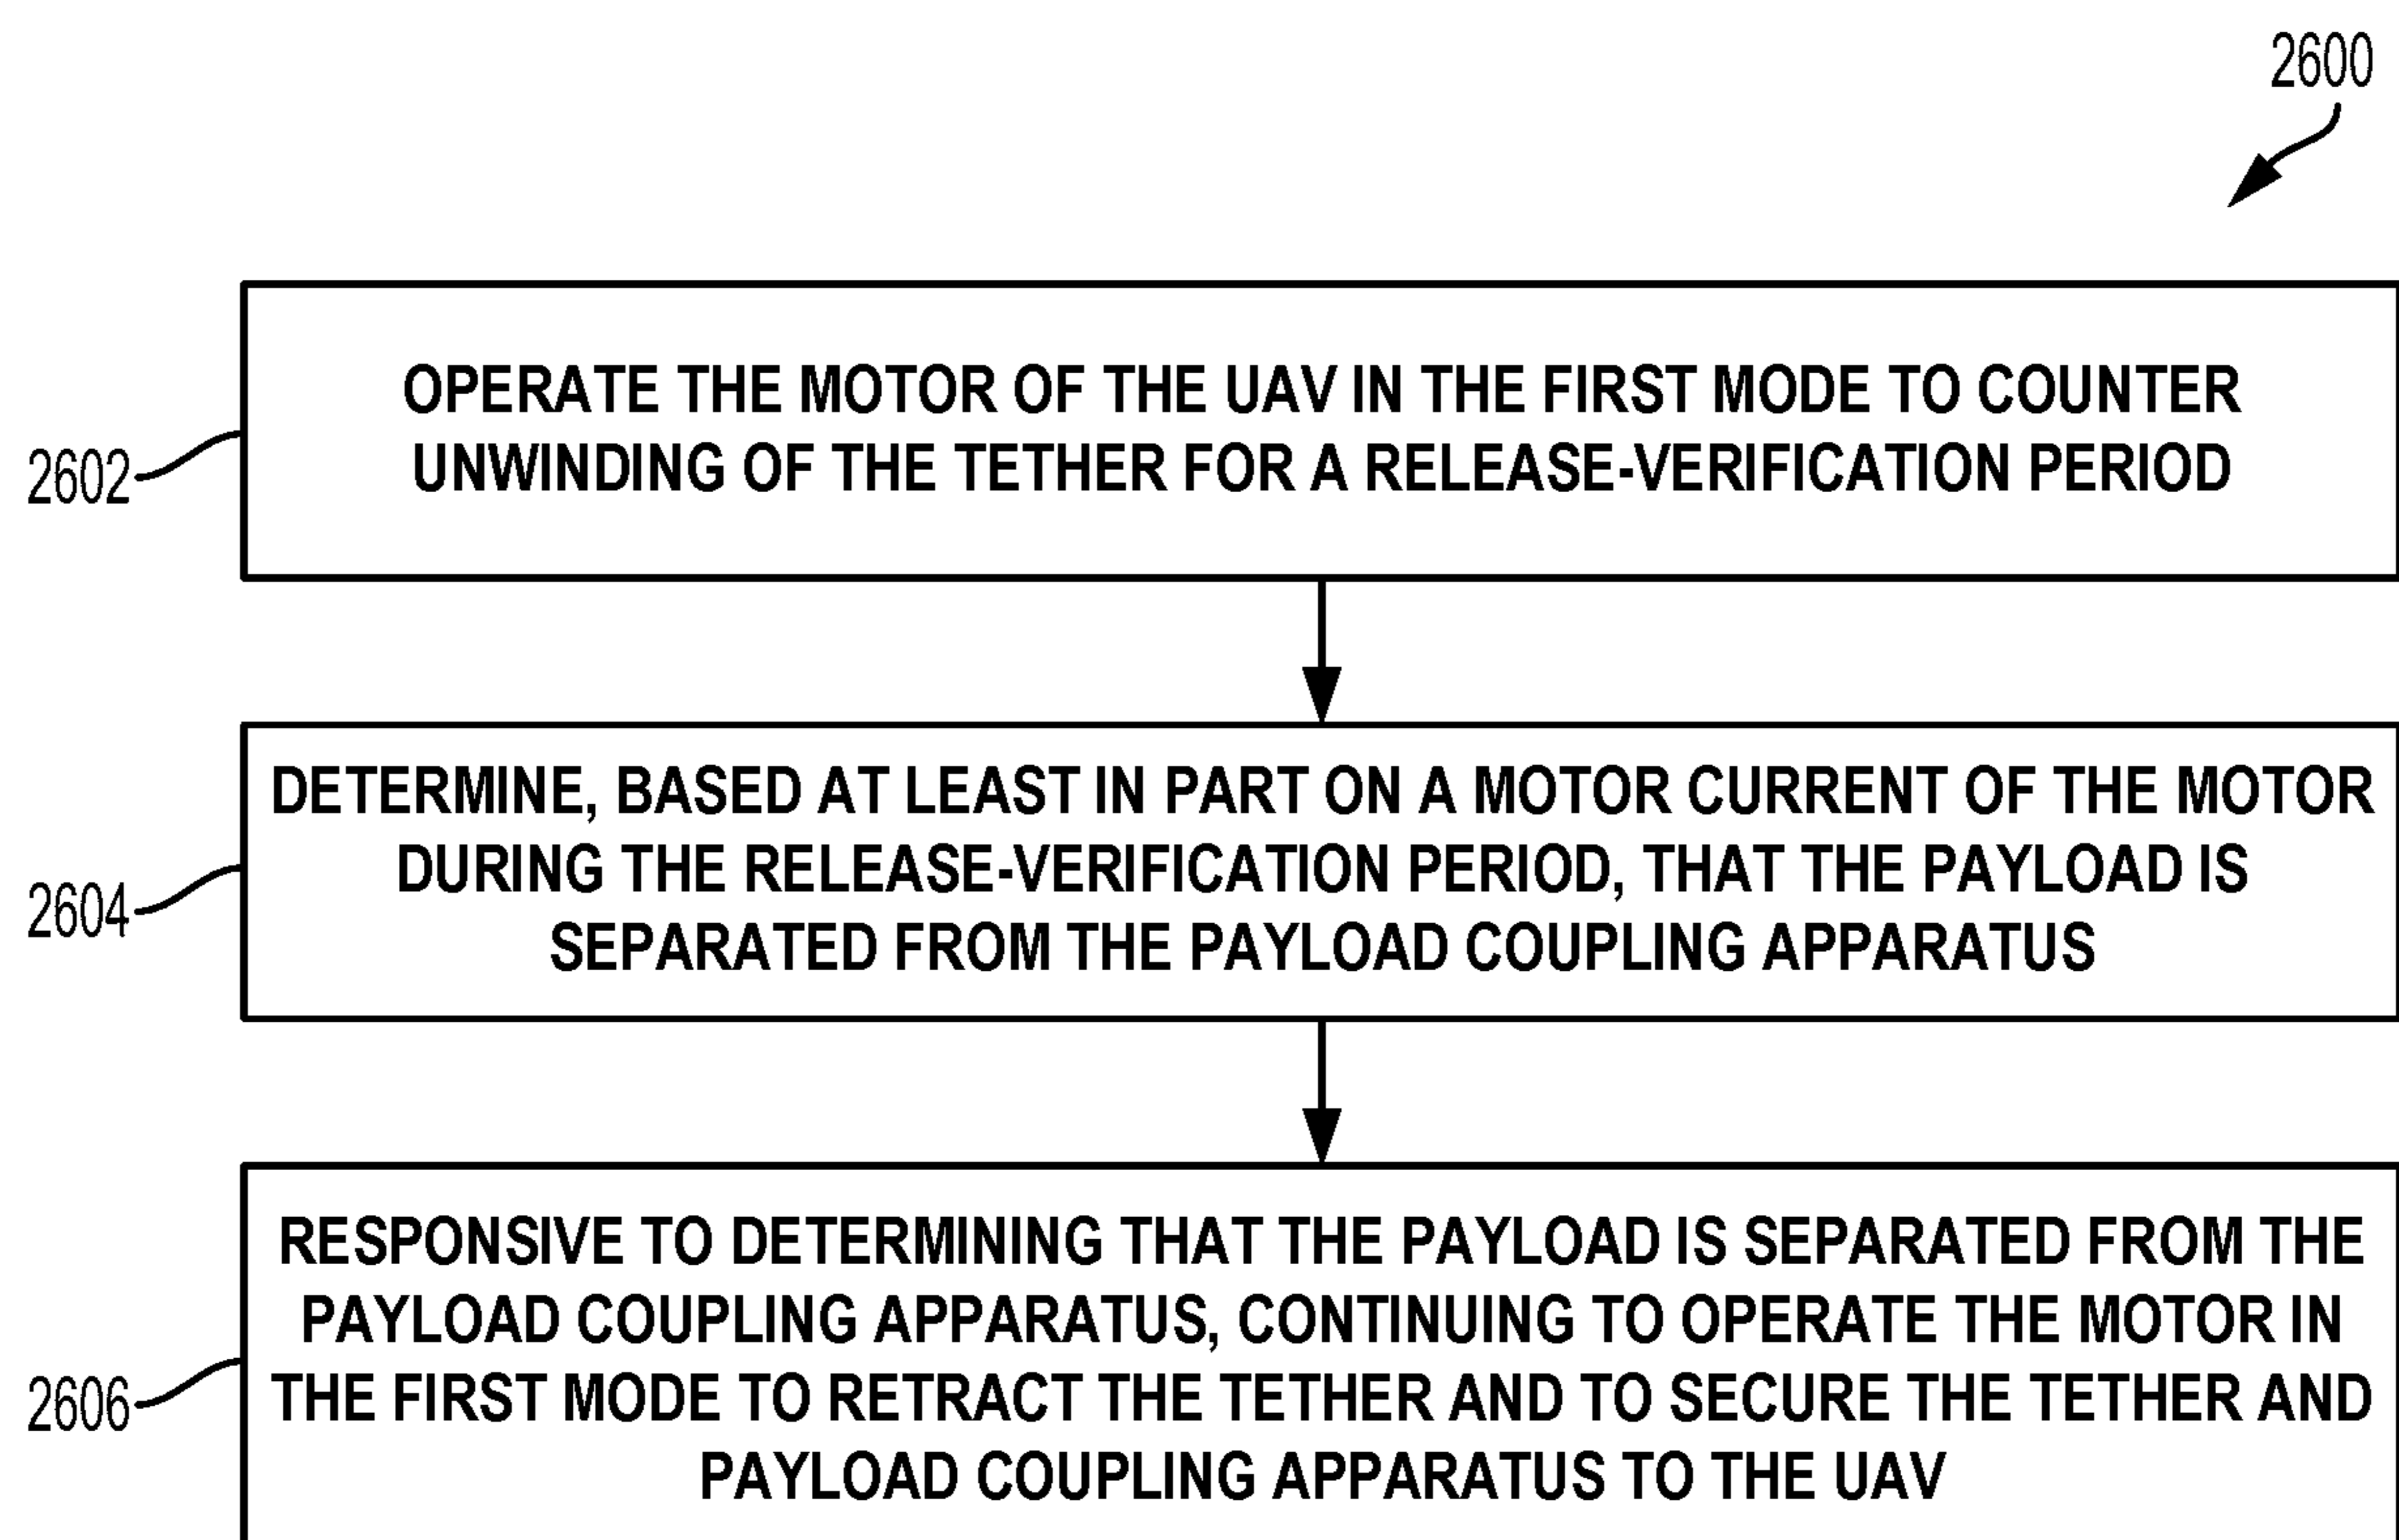 2600
OPERATE THE MOTOR OF THE UAV IN THE FIRST MODE TO COUNTER
UNWINDING OF THE TETHER FOR A RELEASE-VERIFICATION PERIOD
2602
DETERMINE, BASED AT LEAST IN PART ON A MOTOR CURRENT OF THE MOTOR
DURING THE RELEASE-VERIFICATION PERIOD, THAT THE PAYLOAD IS
SEPARATED FROM THE PAYLOAD COUPLING APPARATUS
2604
RESPONSIVE TO DETERMINING THAT THE PAYLOAD IS SEPARATED FROM THE
PAYLOAD COUPLING APPARATUS, CONTINUING TO OPERATE THE MOTOR IN
THE FIRST MODE TO RETRACT THE TETHER AND TO SECURE THE TETHER AND
PAYLOAD COUPLING APPARATUS TO THE UAV
2606